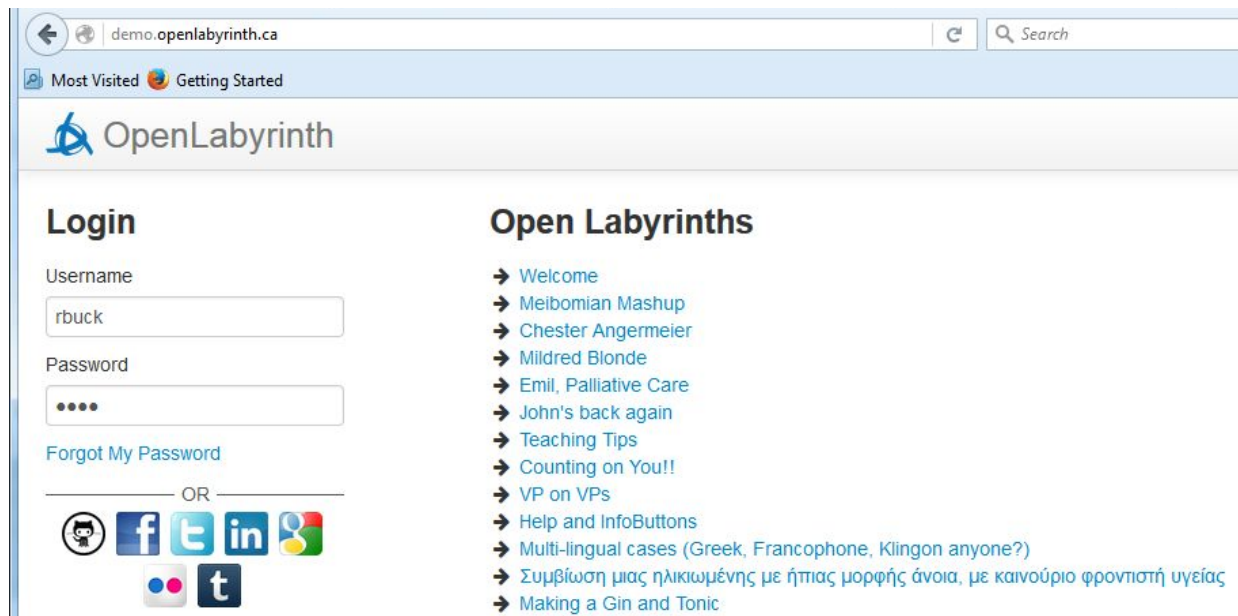 demo.openlabyrinth.ca
Search
Most Visited
Getting Started
OpenLabyrinth
Login
Username
rbuck
Password
••••
Forgot My Password
OR
Open Labyrinths
Welcome
Meibomian Mashup
Chester Angermeier
Mildred Blonde
Emil, Palliative Care
John's back again
Teaching Tips
Counting on You!!
VP on VPs
Help and InfoButtons
Multi-lingual cases (Greek, Francophone, Klingon anyone?)
Συμβίωση μιας ηλικιωμένης με ήπιας μορφής άνοια, με καινούριο φροντιστή υγείας
Making a Gin and Tonic